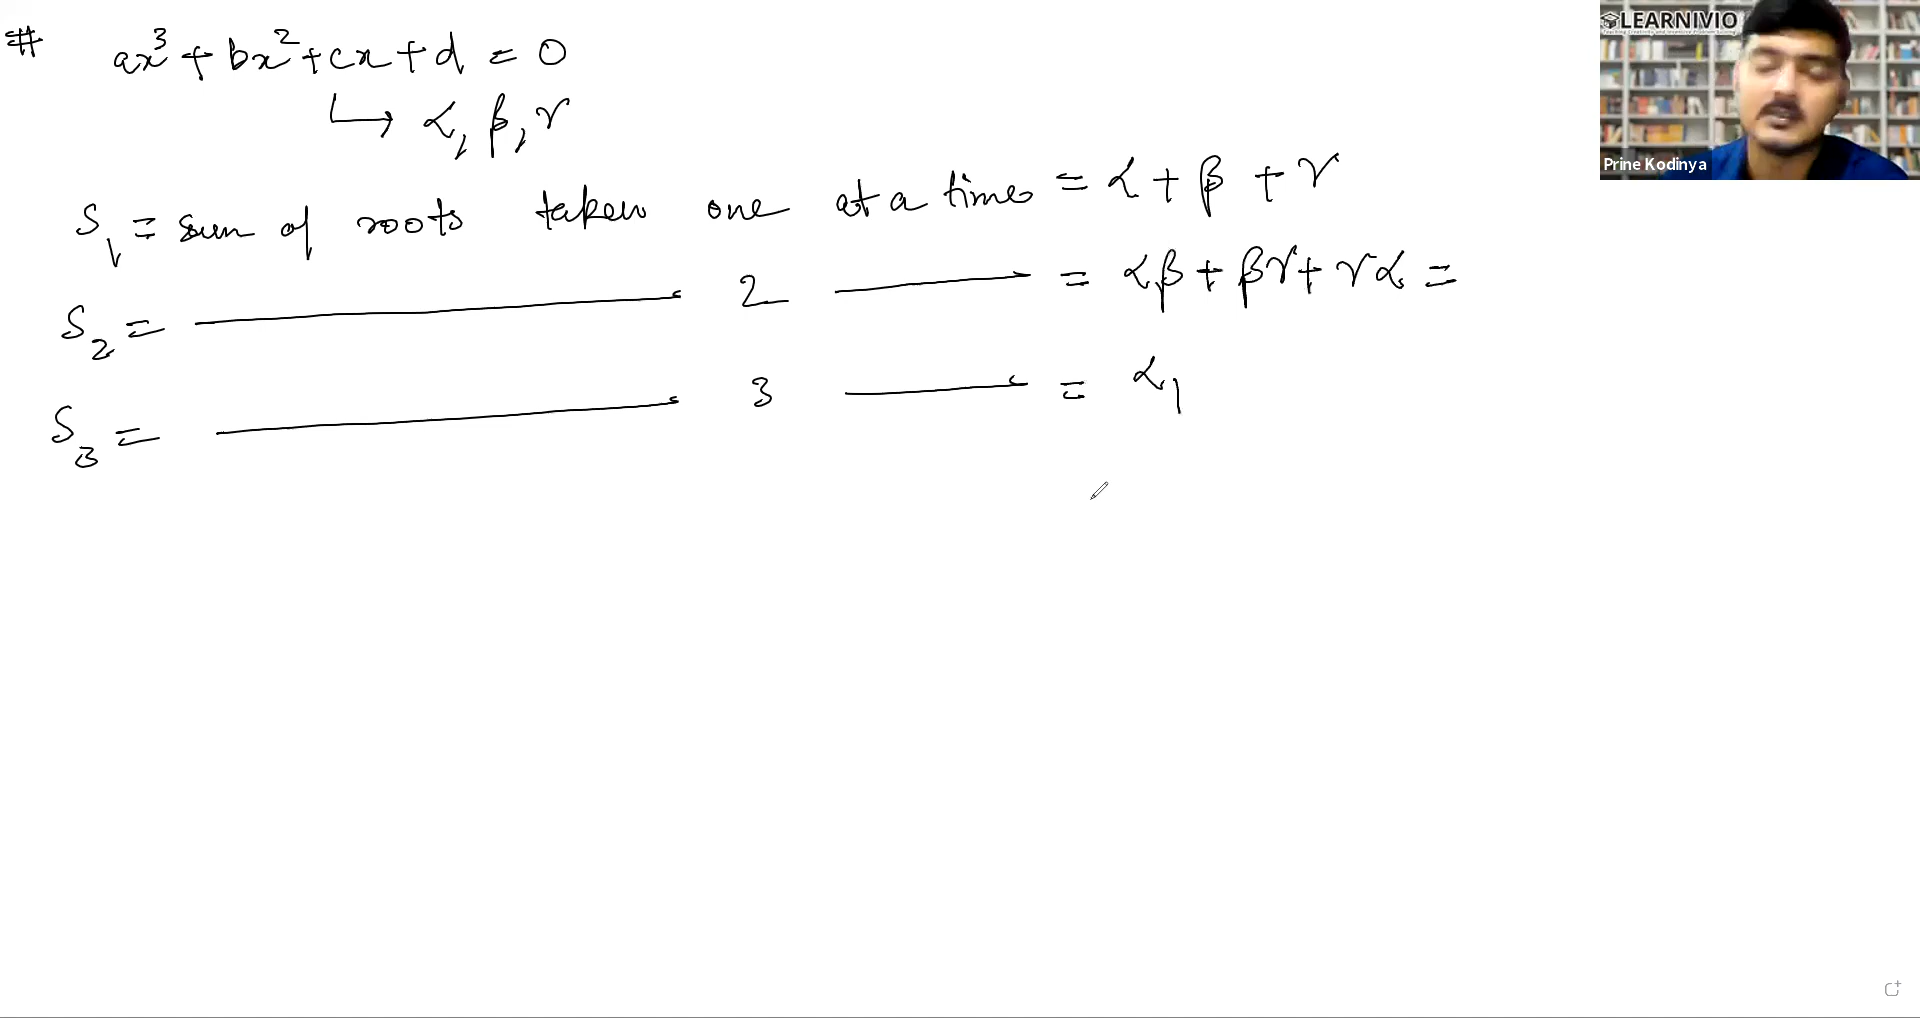 # ax³ + bx² + cx + d = 0
↳ α, β, γ
S₁ = sum of roots taken one at a time = α + β + γ
S₂ = ———— 2 ———— = αβ + βγ + γα =
S₃ = ———— 3 ———— = α
LEARNIVIO
Prine Kodinya